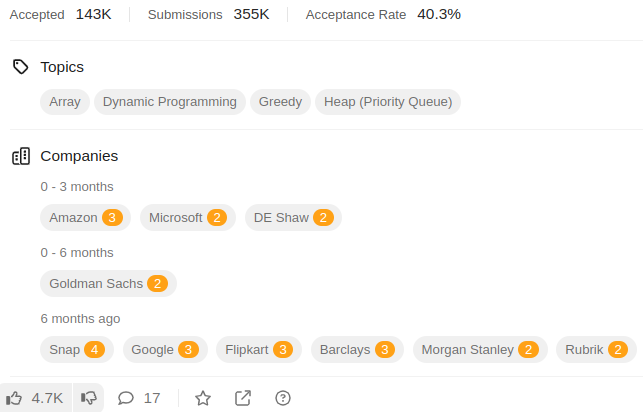 Accepted 143K Submissions 355K Acceptance Rate 40.3%
Topics
Array Dynamic Programming Greedy Heap (Priority Queue)
Companies
0 - 3 months
Amazon 3 Microsoft 2 DE Shaw 2
0 - 6 months
Goldman Sachs 2
6 months ago
Snap 4 Google 3 Flipkart 3 Barclays 3 Morgan Stanley 2 Rubrik 2
4.7K 17